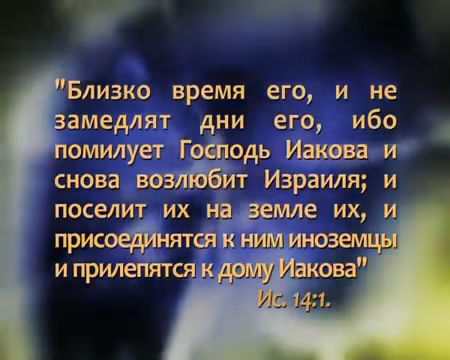 "Близко время его, и не
замедлят дни его, ибо
помилует Господь Иакова и
снова возлюбит Израиля; и
поселит их на земле их, и
присоединятся к ним иноземцы
и прилепятся к дому Иакова"
Ис. 14:1.